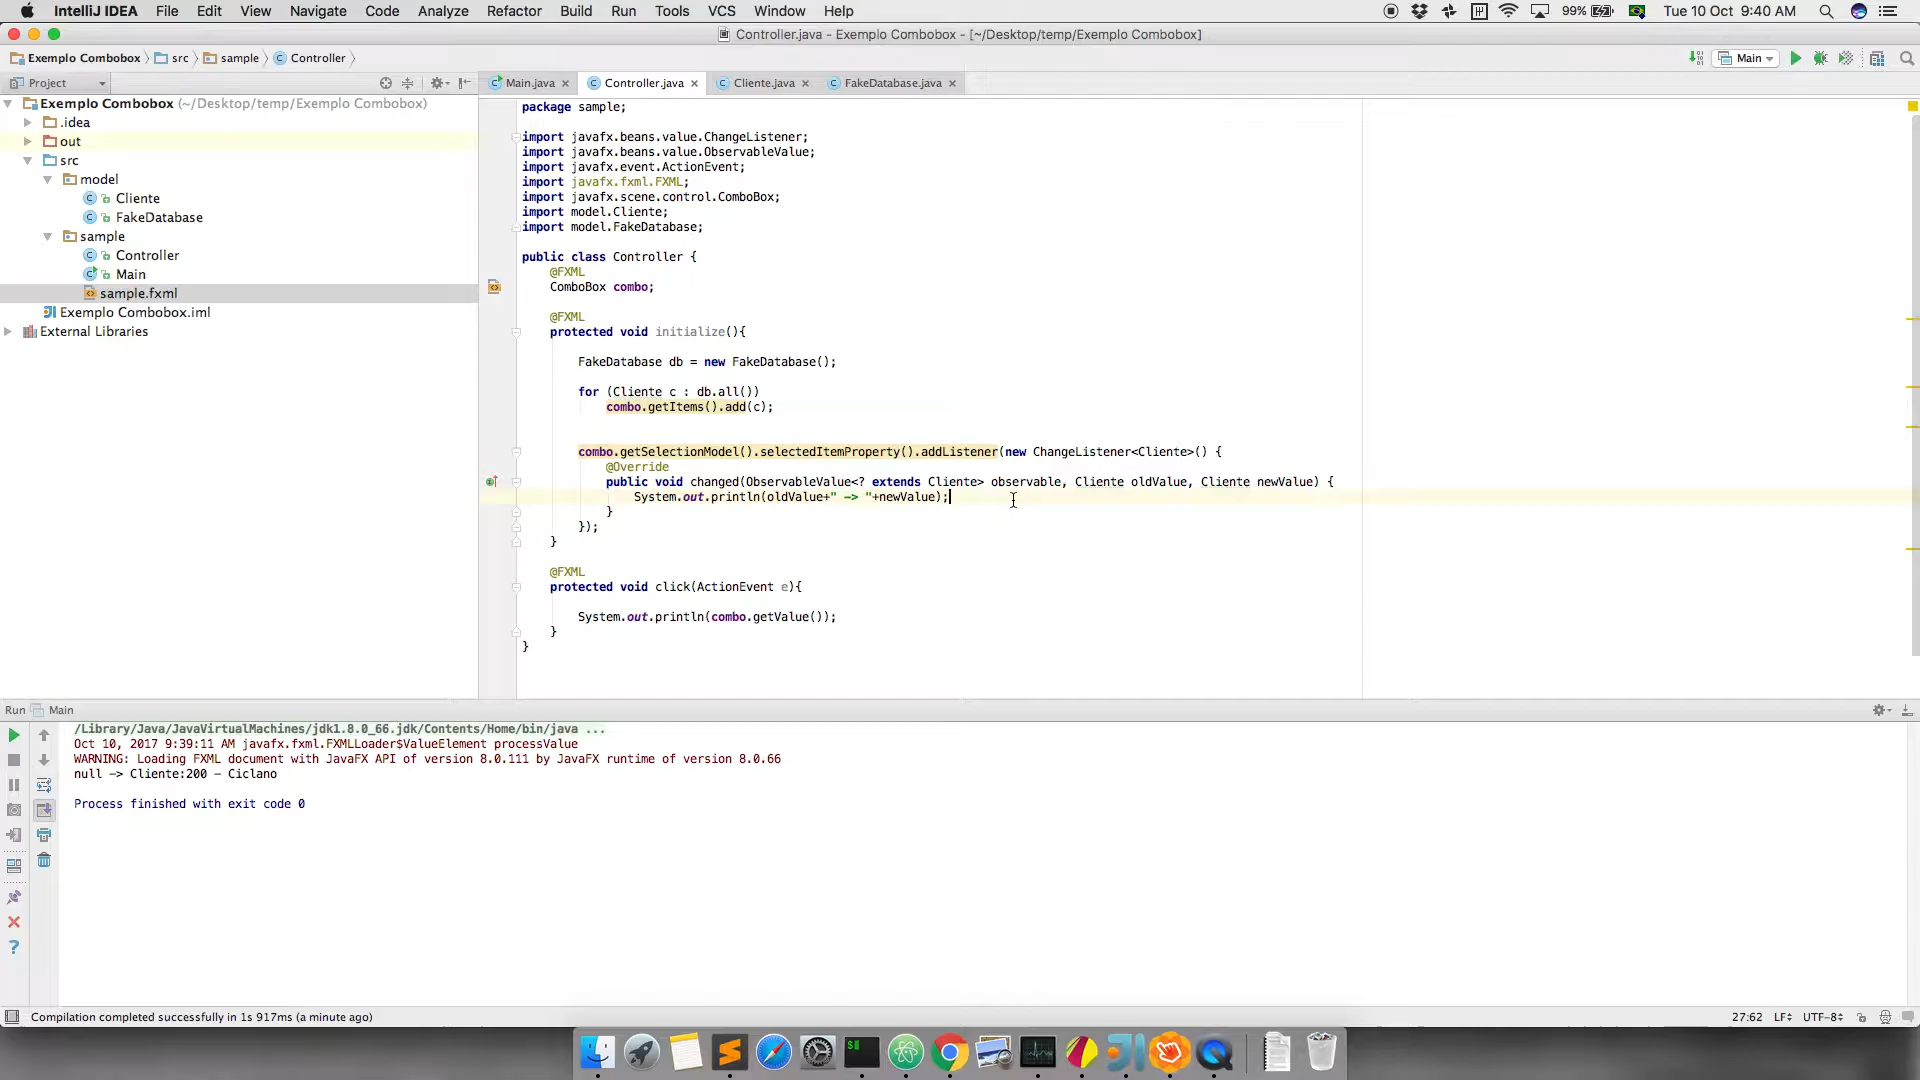 IntelliJ IDEA File Edit View Navigate Code Analyze Refactor Build Run Tools VCS Window Help 99% Tue 10 Oct 9:40 AM
Controller.java - Exemplo Combobox - [~/Desktop/temp/Exemplo Combobox]
Exemplo Combobox src sample Controller Main
Project Main.java Controller.java Cliente.java FakeDatabase.java
Exemplo Combobox (~/Desktop/temp/Exemplo Combobox)
.idea
out
src
model
Cliente
FakeDatabase
sample
Controller
Main
sample.fxml
Exemplo Combobox.iml
External Libraries
package sample;
import javafx.beans.value.ChangeListener;
import javafx.beans.value.ObservableValue;
import javafx.event.ActionEvent;
import javafx.fxml.FXML;
import javafx.scene.control.ComboBox;
import model.Cliente;
import model.FakeDatabase;
public class Controller {
@FXML
ComboBox combo;
@FXML
protected void initialize(){
FakeDatabase db = new FakeDatabase();
for (Cliente c : db.all())
combo.getItems().add(c);
combo.getSelectionModel().selectedItemProperty().addListener(new ChangeListener<Cliente>() {
@Override
public void changed(ObservableValue<? extends Cliente> observable, Cliente oldValue, Cliente newValue) {
System.out.println(oldValue+" -> "+newValue);
}
});
}
@FXML
protected void click(ActionEvent e){
System.out.println(combo.getValue());
}
}
Run Main
/Library/Java/JavaVirtualMachines/jdk1.8.0_66.jdk/Contents/Home/bin/java ...
Oct 10, 2017 9:39:11 AM javafx.fxml.FXMLLoader$ValueElement processValue
WARNING: Loading FXML document with JavaFX API of version 8.0.111 by JavaFX runtime of version 8.0.66
null -> Cliente:200 - Ciclano
Process finished with exit code 0
Compilation completed successfully in 1s 917ms (a minute ago) 27:62 LF UTF-8